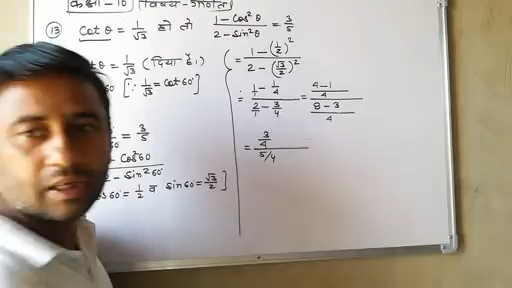 कक्षा - 10 विषय - गणित
(13) Cot θ = 1/√3 हो तो (1-cos²θ)/(2-sin²θ) = 3/5
t θ = 1/√3 (दिया है।
60 [∵ 1/√3 = cot 60°]
= 3/5
- cos²60°
2 - sin²60°
os 60° = 1/2 व sin 60° = √3/2 ]
= (1 - (1/2)²)/(2 - (√3/2)²)
= (1/1 - 1/4)/(2/1 - 3/4) = ((4-1)/4)/((8-3)/4)
= (3/4)/(5/4)